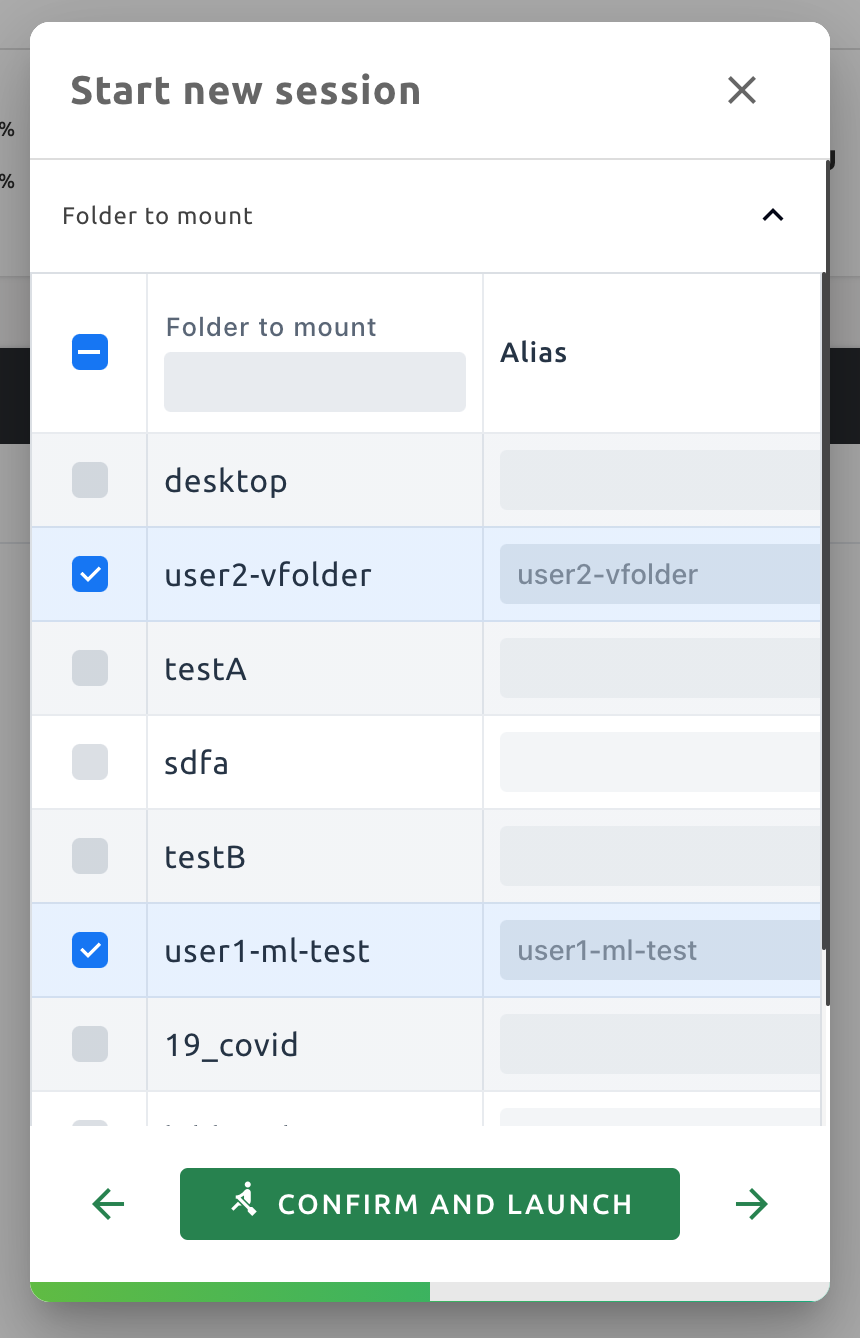 Start new session
%
%
Folder to mount
Folder to mount
Alias
desktop
user2-vfolder
user2-vfolder
testA
sdfa
testB
user1-ml-test
user1-ml-test
19_covid
CONFIRM AND LAUNCH